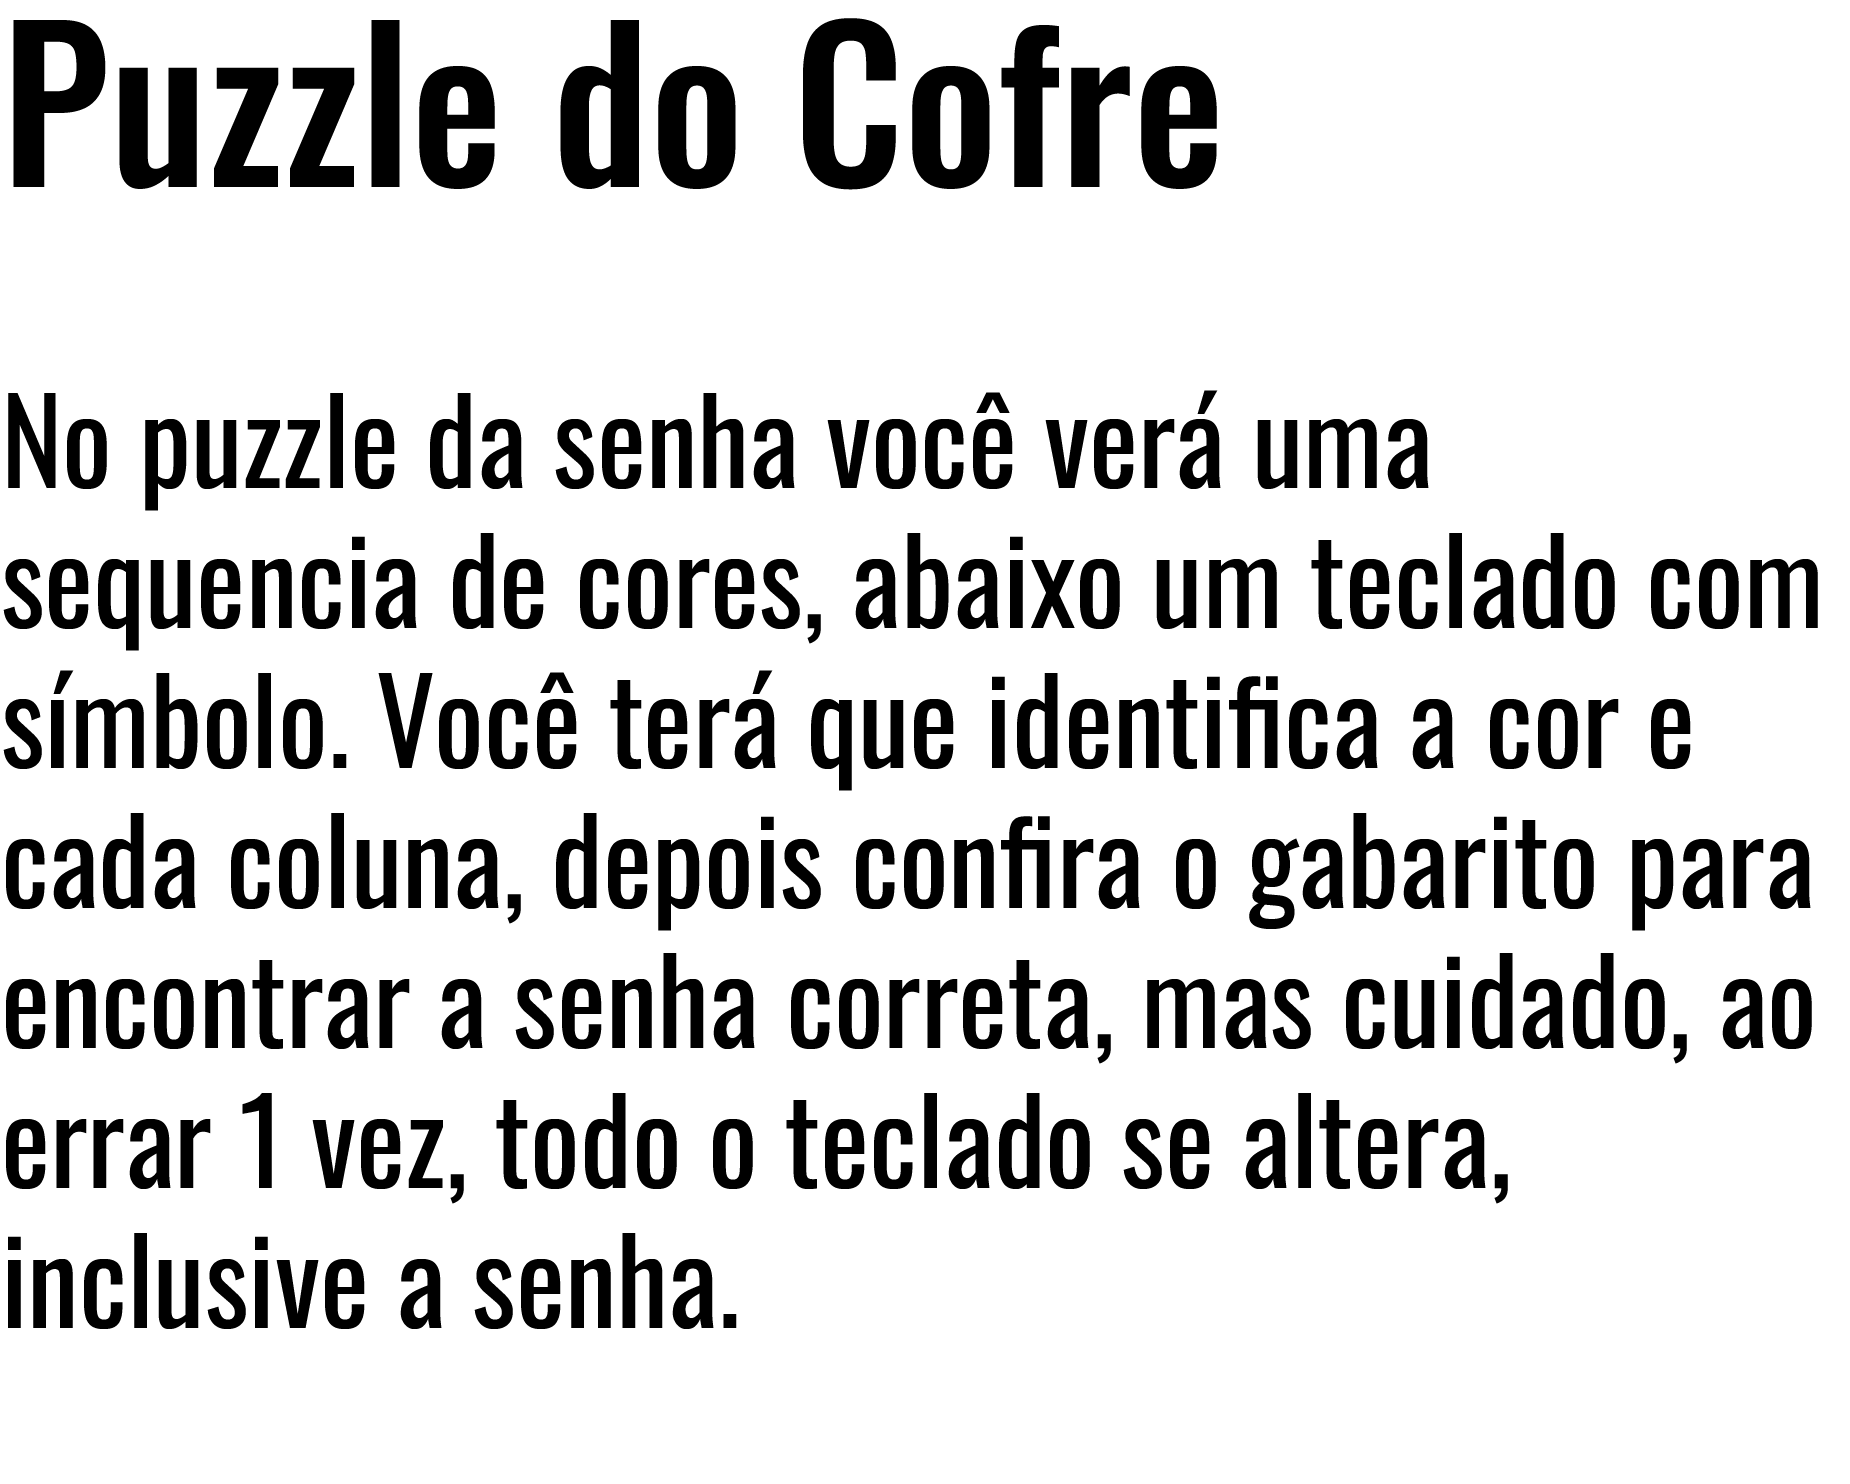 Puzzle do Cofre
No puzzle da senha você verá uma
sequencia de cores, abaixo um teclado com
símbolo. Você terá que identifica a cor e
cada coluna, depois confira o gabarito para
encontrar a senha correta, mas cuidado, ao
errar 1 vez, todo o teclado se altera,
inclusive a senha.